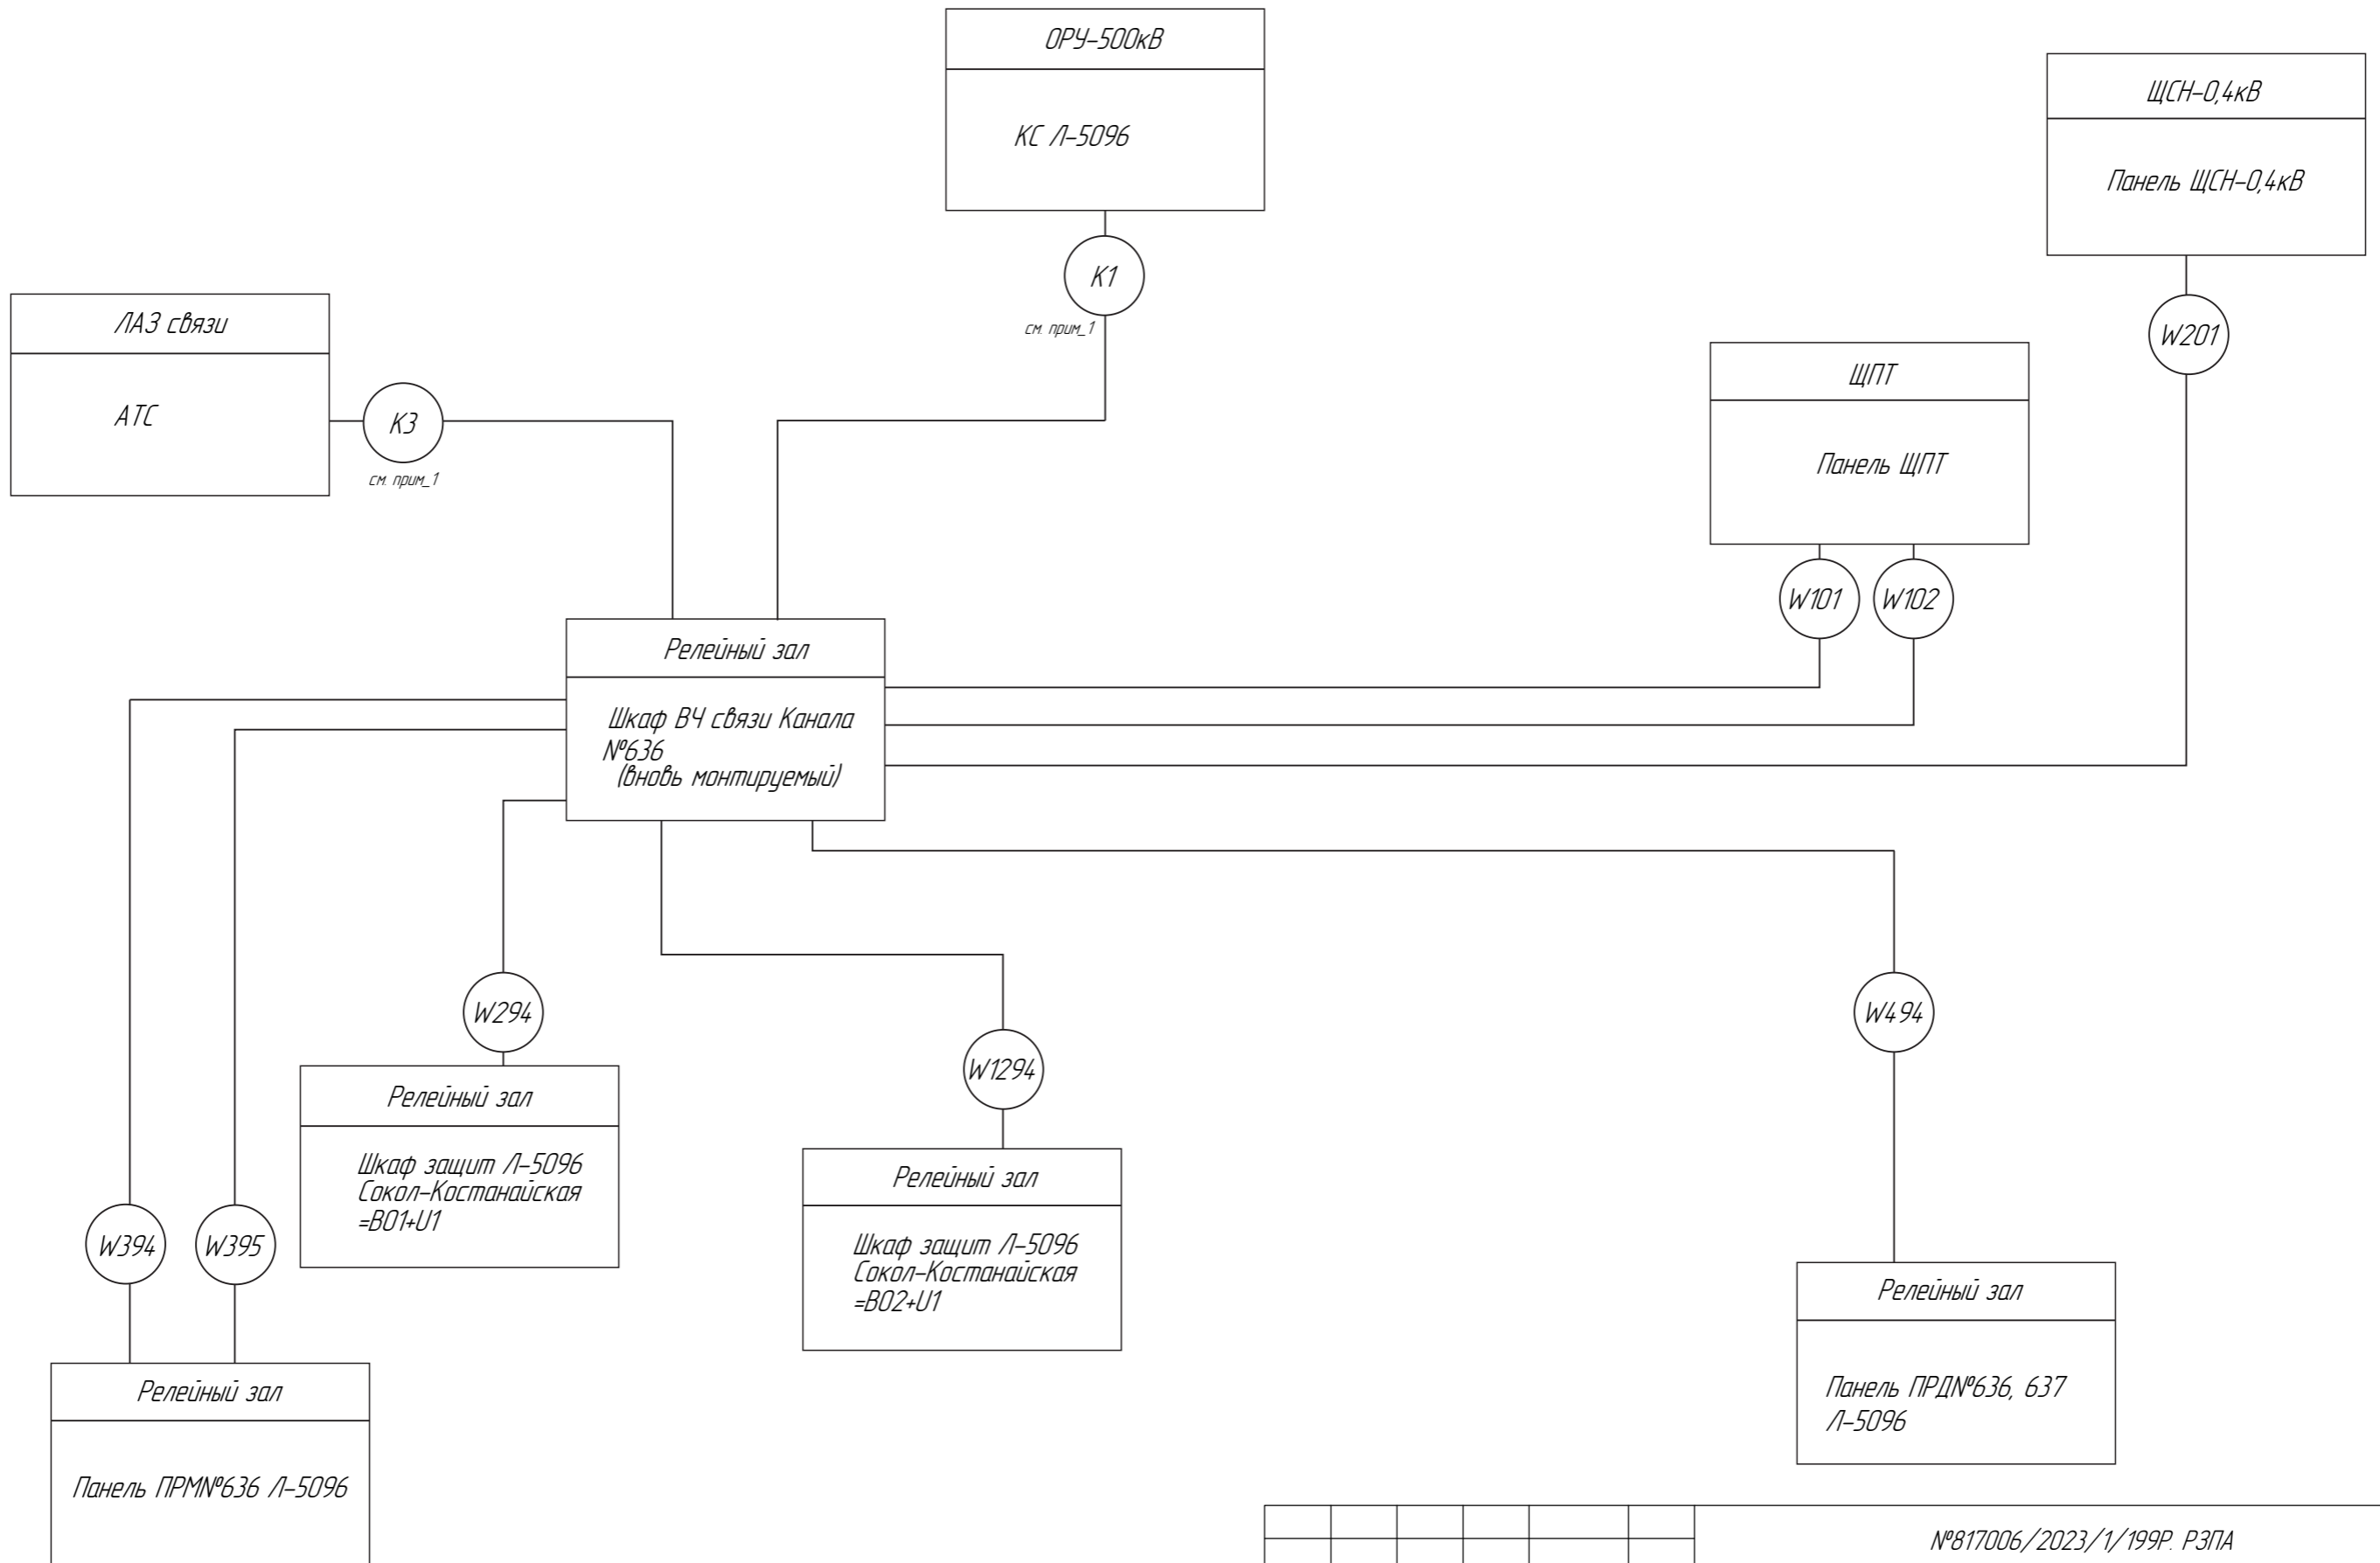 ОРУ-500кВ
КС Л-5096
К1
см. прим_1
ЩСН-0,4кВ
Панель ЩСН-0,4кВ
W201
ЛАЗ связи
АТС
К3
см. прим_1
ЩПТ
Панель ЩПТ
W101
W102
Релейный зал
Шкаф ВЧ связи Канала
№636
(вновь монтируемый)
W294
Релейный зал
Шкаф защит Л-5096
Сокол-Костанайская
=B01+U1
W1294
Релейный зал
Шкаф защит Л-5096
Сокол-Костанайская
=B02+U1
W494
Релейный зал
Панель ПРД№636, 637
Л-5096
W394
W395
Релейный зал
Панель ПРМ№636 Л-5096
№817006/2023/1/199Р. РЗПА